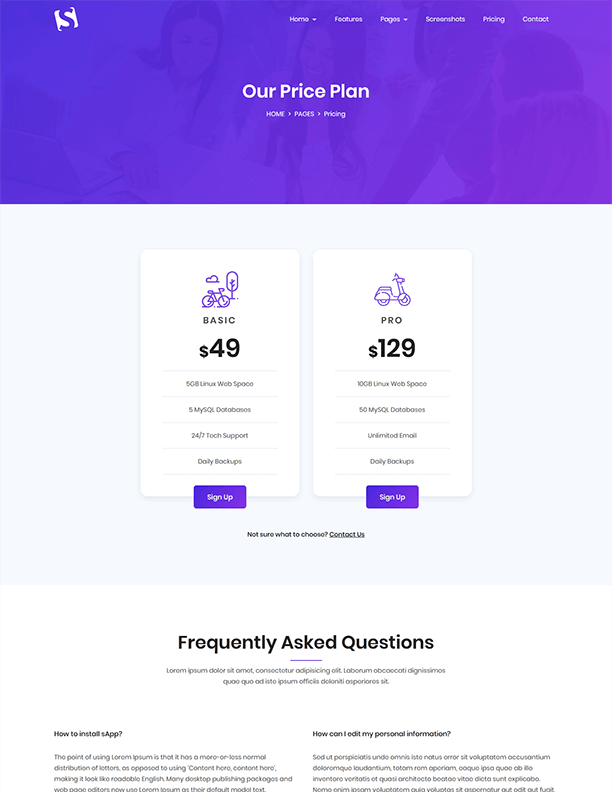 S
Home Features Pages Screenshots Pricing Contact
Our Price Plan
HOME > PAGES > Pricing
BASIC
$49
5GB Linux Web Space
5 MySQL Databases
24/7 Tech Support
Daily Backups
Sign Up
PRO
$129
10GB Linux Web Space
50 MySQL Databases
Unlimited Email
Daily Backups
Sign Up
Not sure what to choose? Contact Us
Frequently Asked Questions
Lorem ipsum dolor sit amet, consectetur adipisicing elit. Laborum obcaecati dignissimos
quae quo ad iste ipsum officiis deleniti asperiores sit.
How to install sApp?
The point of using Lorem Ipsum is that it has a more-or-less normal
distribution of letters, as opposed to using 'Content here, content here',
making it look like readable English. Many desktop publishing packages and
web page editors now use Lorem Ipsum as their default model text.
How can I edit my personal information?
Sed ut perspiciatis unde omnis iste natus error sit voluptatem accusantium
doloremque laudantium, totam rem aperiam, eaque ipsa quae ab illo
inventore veritatis et quasi architecto beatae vitae dicta sunt explicabo.
Nemo enim ipsam voluptatem quia voluptas sit aspernatur aut odit aut fugit.